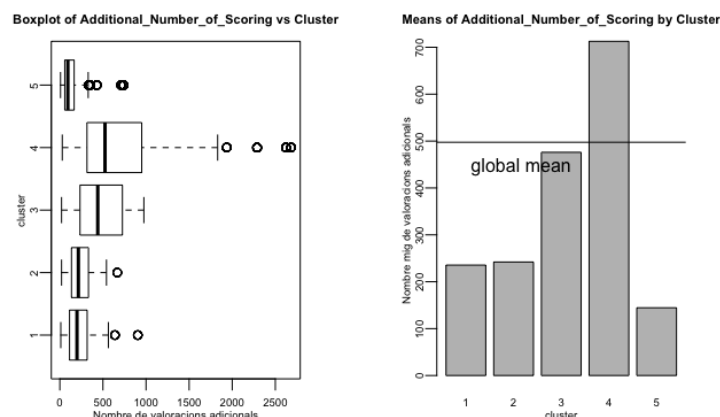 Boxplot of Additional_Number_of_Scoring vs Cluster
cluster
5
4
3
2
1
0 500 1000 1500 2000 2500
Nombre de valoracions adicionals
Means of Additional_Number_of_Scoring by Cluster
Nombre mig de valoracions adicionals
700
600
500
400
300
200
100
0
global mean
1 2 3 4 5
cluster